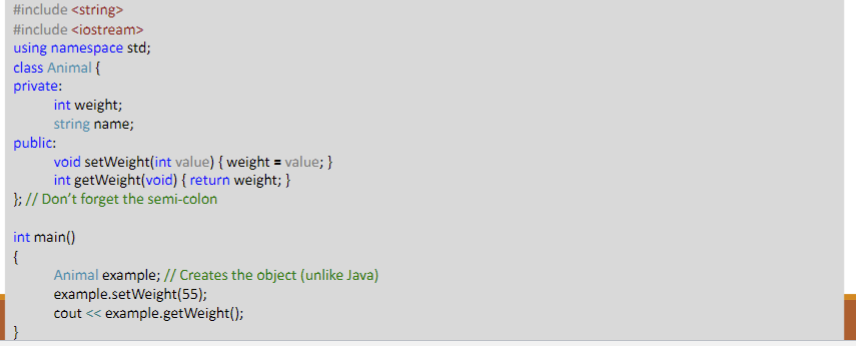 #include <string>
#include <iostream>
using namespace std;
class Animal {
private:
int weight;
string name;
public:
void setWeight(int value) { weight = value; }
int getWeight(void) { return weight; }
}; // Don’t forget the semi-colon
int main()
{
Animal example; // Creates the object (unlike Java)
example.setWeight(55);
cout << example.getWeight();
}